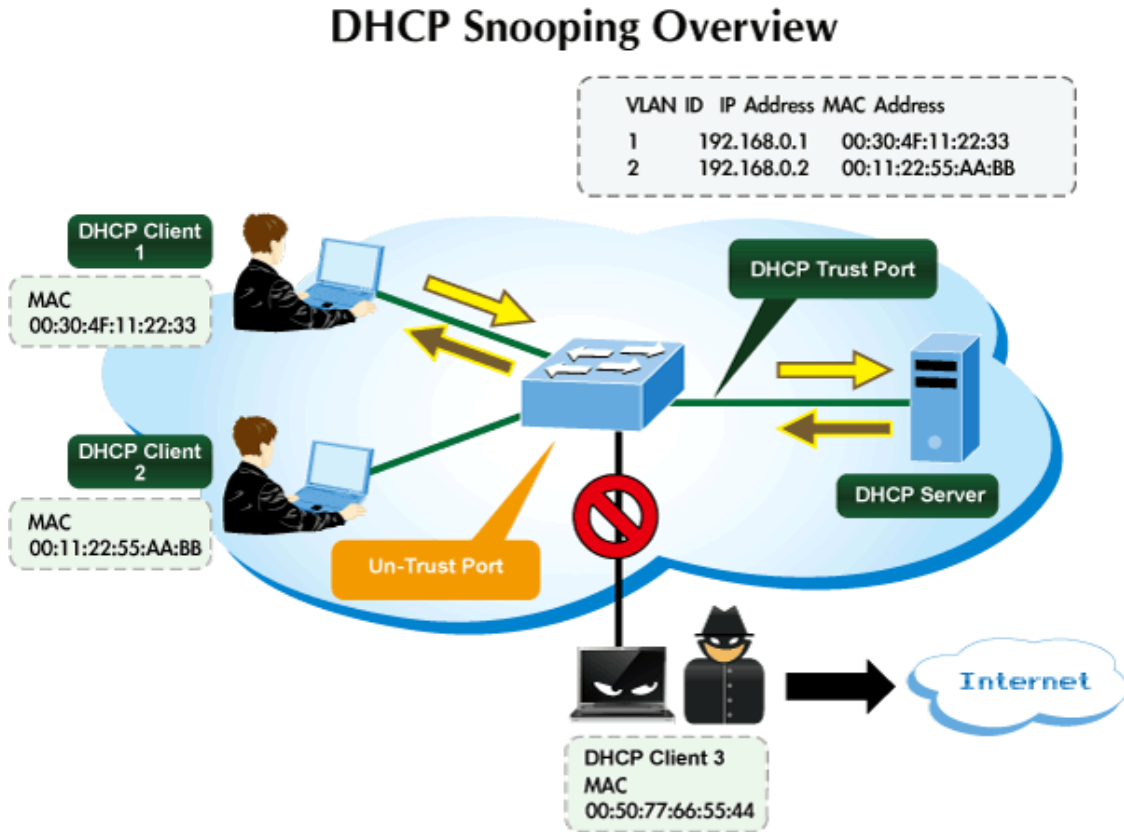 DHCP Snooping Overview
VLAN ID IP Address MAC Address
1 192.168.0.1 00:30:4F:11:22:33
2 192.168.0.2 00:11:22:55:AA:BB
DHCP Client
1
MAC
00:30:4F:11:22:33
DHCP Trust Port
DHCP Client
2
MAC
00:11:22:55:AA:BB
DHCP Server
Un-Trust Port
Internet
DHCP Client 3
MAC
00:50:77:66:55:44